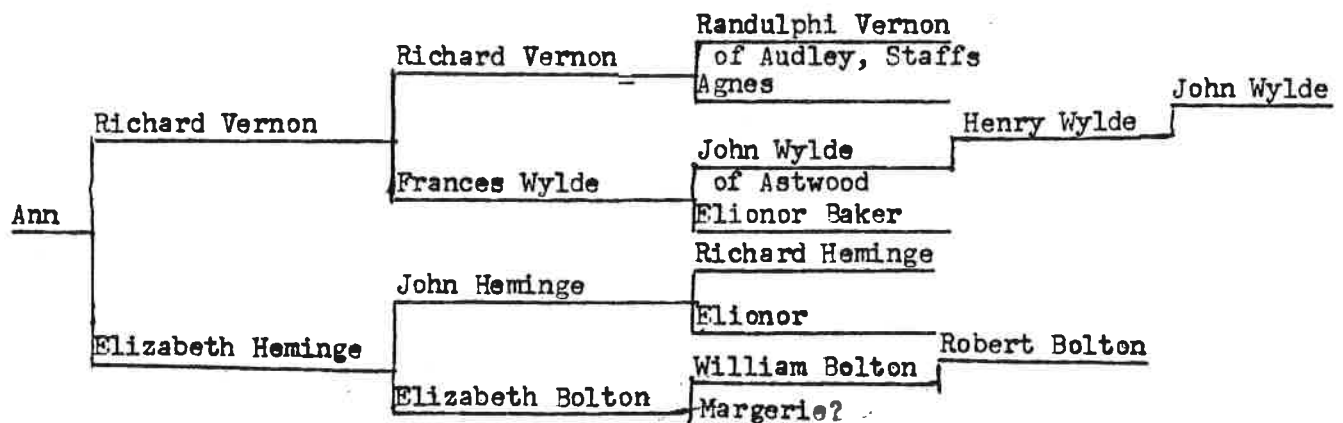 Randulphi Vernon
Richard Vernon
of Audley, Staffs
Agnes
John Wylde
Richard Vernon
Henry Wylde
John Wylde
Frances Wylde
of Astwood
Ann
Elionor Baker
Richard Heminge
John Heminge
Elionor
Elizabeth Heminge
Robert Bolton
William Bolton
Elizabeth Bolton
Margerie?